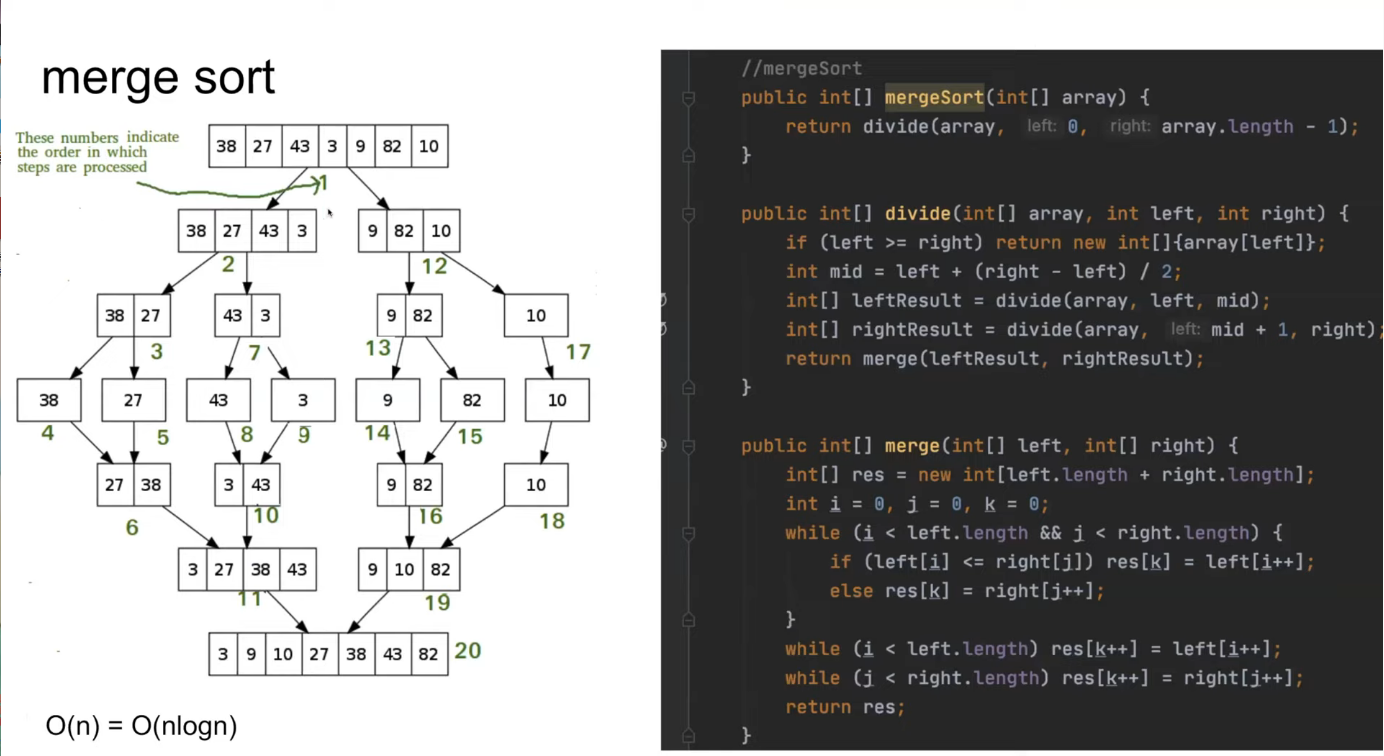 merge sort
These numbers indicate
the order in which
steps are processed
38 27 43 3 9 82 10
1
38 27 43 3 9 82 10
2 12
38 27 43 3 9 82 10
3 7 13 17
38 27 43 3 9 82 10
4 5 8 9 14 15
27 38 3 43 9 82 10
6 10 16 18
3 27 38 43 9 10 82
11 19
3 9 10 27 38 43 82 20
O(n) = O(nlogn)
//mergeSort
public int[] mergeSort(int[] array) {
return divide(array, left: 0, right: array.length - 1);
}
public int[] divide(int[] array, int left, int right) {
if (left >= right) return new int[]{array[left]};
int mid = left + (right - left) / 2;
int[] leftResult = divide(array, left, mid);
int[] rightResult = divide(array, left: mid + 1, right);
return merge(leftResult, rightResult);
}
public int[] merge(int[] left, int[] right) {
int[] res = new int[left.length + right.length];
int i = 0, j = 0, k = 0;
while (i < left.length && j < right.length) {
if (left[i] <= right[j]) res[k] = left[i++];
else res[k] = right[j++];
}
while (i < left.length) res[k++] = left[i++];
while (j < right.length) res[k++] = right[j++];
return res;
}